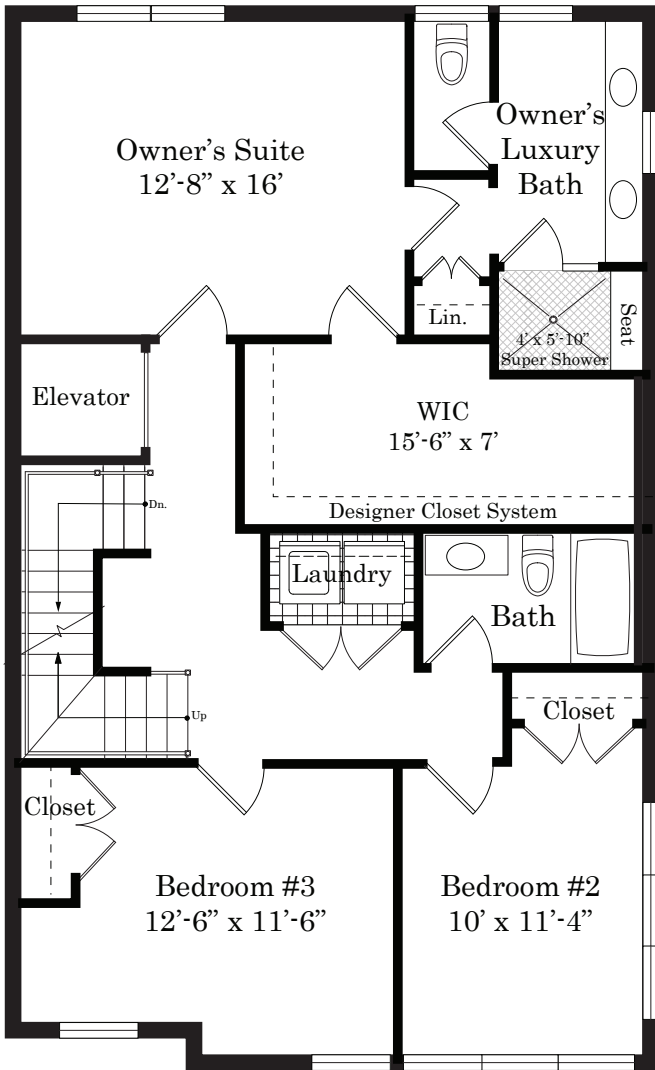 Owner's Suite
12'-8" x 16'
Owner's
Luxury
Bath
Lin.
4' x 5'-10"
Super Shower
Seat
Elevator
WIC
15'-6" x 7'
Designer Closet System
Dn.
Laundry
Bath
Up
Closet
Closet
Bedroom #3
12'-6" x 11'-6"
Bedroom #2
10' x 11'-4"